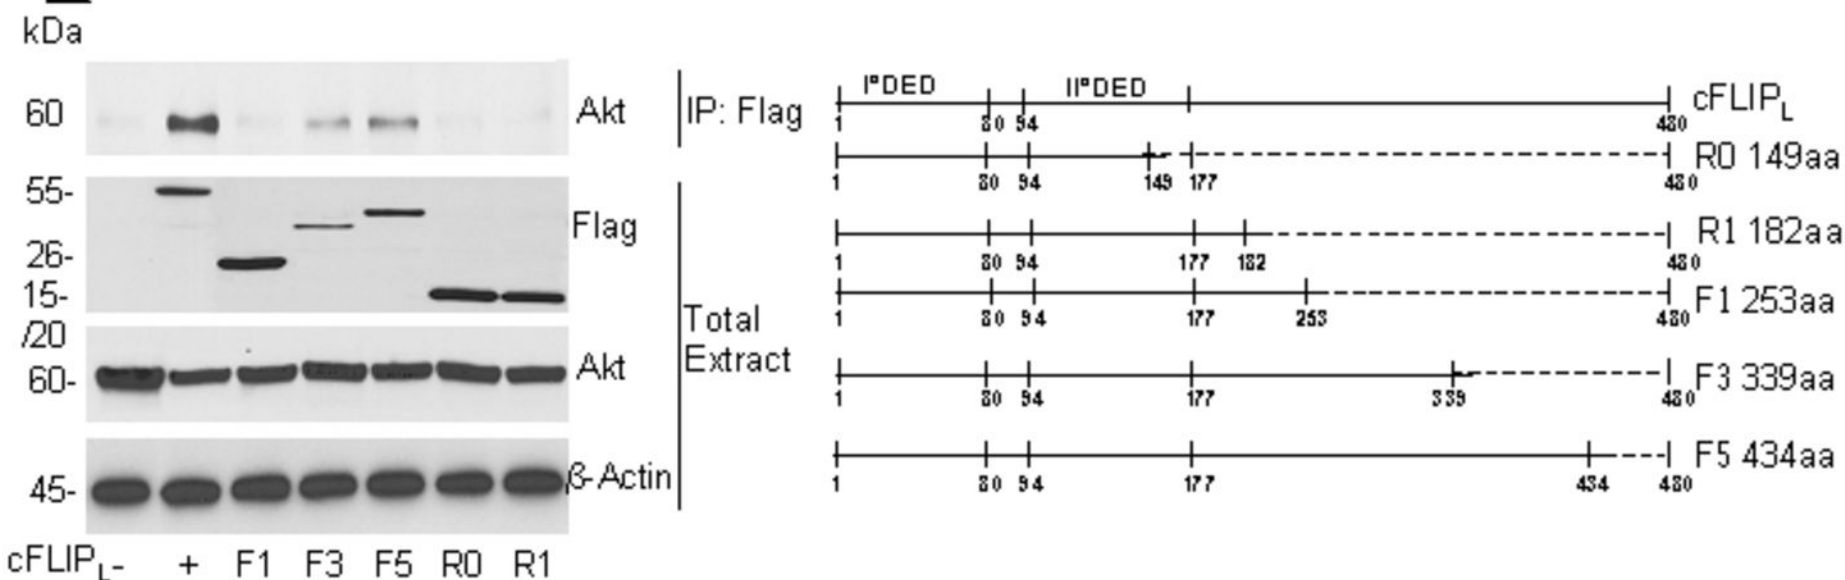 kDa
60
Akt
IP: Flag
55-
Flag
26-
15-
/20
Total
Extract
60-
Akt
45-
ß-Actin
cFLIPL- + F1 F3 F5 R0 R1
I°DED II°DED
cFLIPL
1 80 94 480
R0 149aa
1 80 94 149 177 480
R1 182aa
1 80 94 177 182 480
F1 253aa
1 80 94 177 253 480
F3 339aa
1 80 94 177 339 480
F5 434aa
1 80 94 177 434 480